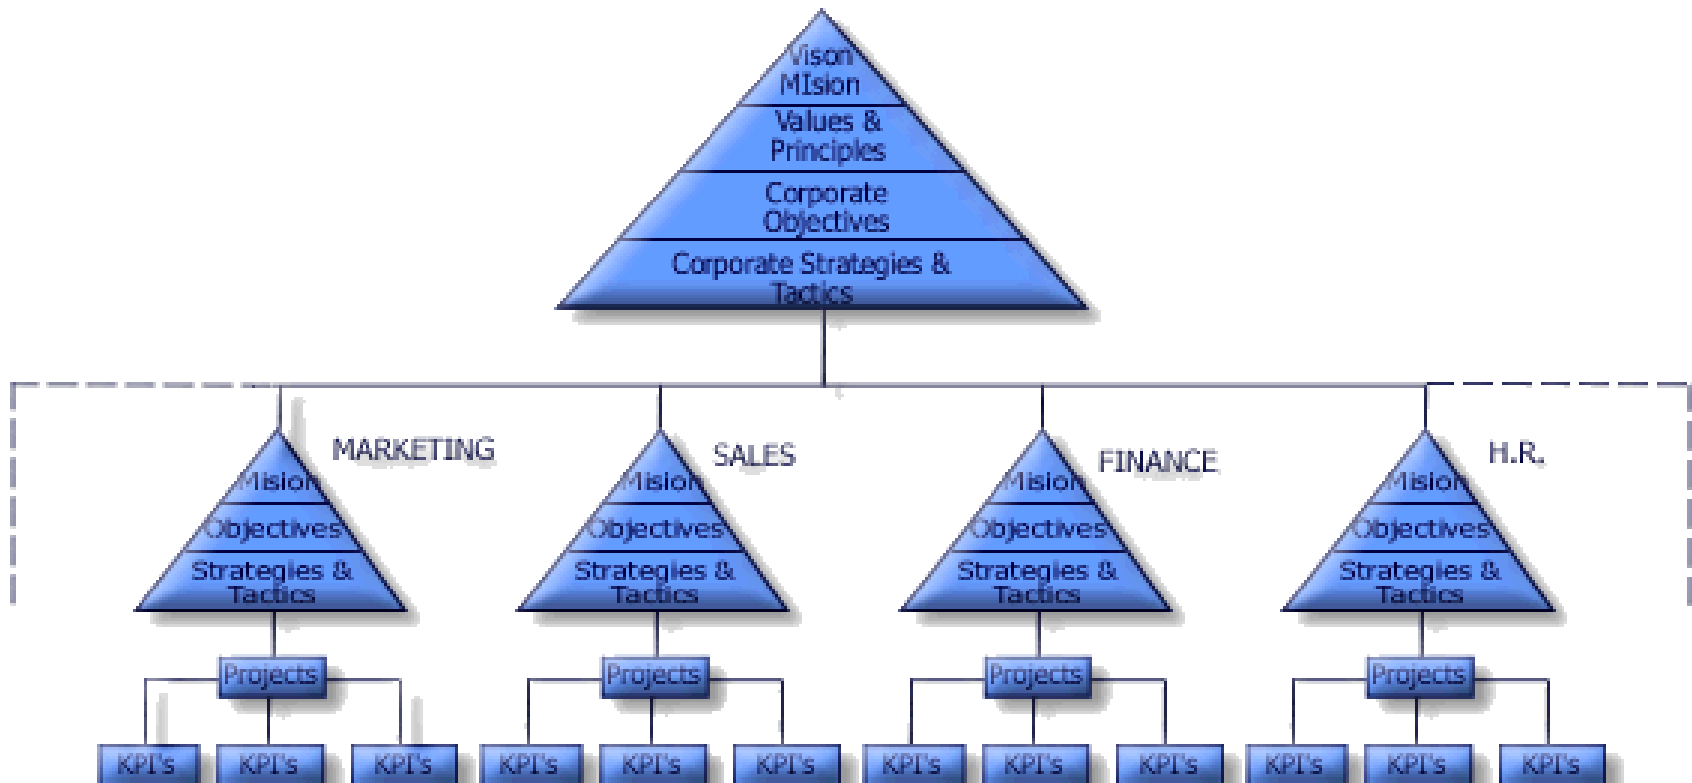 Vison
MIsion
Values &
Principles
Corporate
Objectives
Corporate Strategies &
Tactics
MARKETING
SALES
FINANCE
H.R.
Mision
Objectives
Strategies &
Tactics
Mision
Objectives
Strategies &
Tactics
Mision
Objectives
Strategies &
Tactics
Mision
Objectives
Strategies &
Tactics
Projects
Projects
Projects
Projects
KPI's
KPI's
KPI's
KPI's
KPI's
KPI's
KPI's
KPI's
KPI's
KPI's
KPI's
KPI's